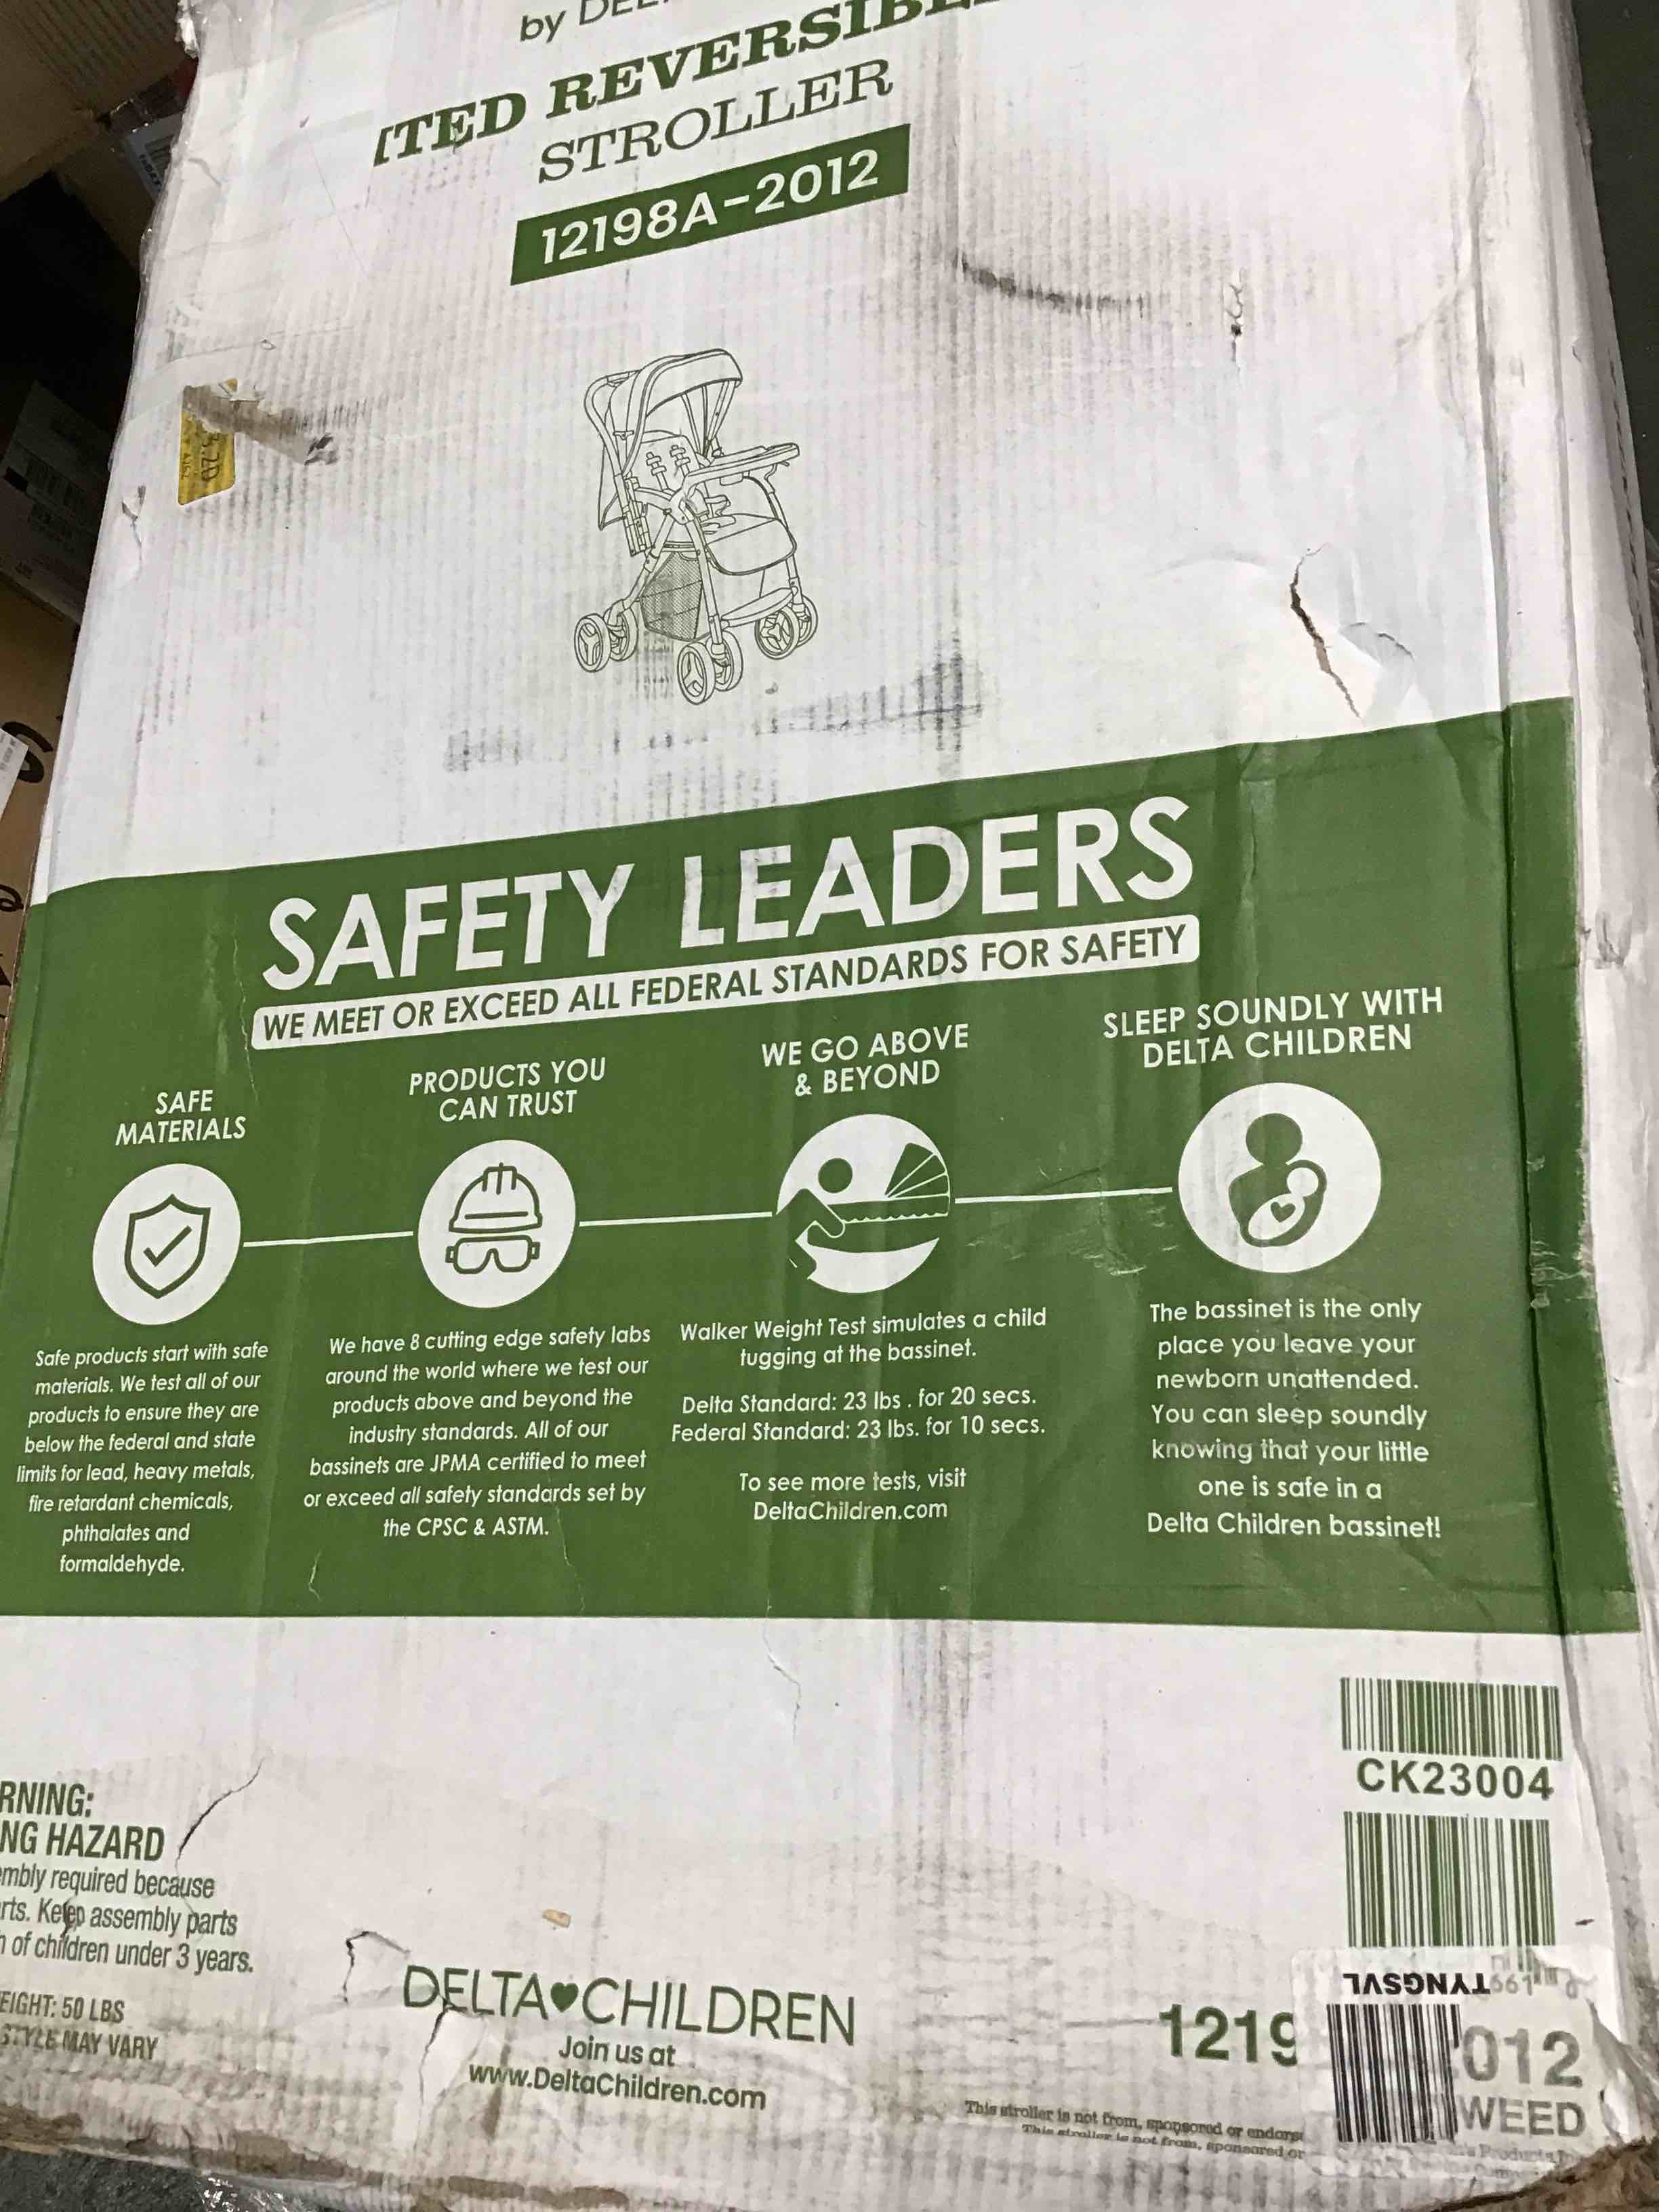 by
REVERSIBLE
STROLLER
12198A-2012
SAFETY LEADERS
WE MEET OR EXCEED ALL FEDERAL STANDARDS FOR SAFETY
SAFE
MATERIALS
Safe products start with safe
materials. We test all of our
products to ensure they are
below the federal and state
limits for lead, heavy metals,
fire retardant chemicals,
phthalates and
formaldehyde.
PRODUCTS YOU
CAN TRUST
We have 8 cutting edge safety labs
around the world where we test our
products above and beyond the
industry standards. All of our
bassinets are JPMA certified to meet
or exceed all safety standards set by
the CPSC & ASTM.
WE GO ABOVE
& BEYOND
Walker Weight Test simulates a child
tugging at the bassinet.
Delta Standard: 23 lbs . for 20 secs.
Federal Standard: 23 lbs. for 10 secs.
To see more tests, visit
DeltaChildren.com
SLEEP SOUNDLY WITH
DELTA CHILDREN
The bassinet is the only
place you leave your
newborn unattended.
You can sleep soundly
knowing that your little
one is safe in a
Delta Children bassinet!
CK23004
RNING:
NG HAZARD
mbly required because
rts. Keep assembly parts
of children under 3 years.
EIGHT: 50 LBS
STYLE MAY VARY
DELTA CHILDREN
Join us at
www.DeltaChildren.com
TYNGSVL
1219
012
WEED
This stroller is not from, sponsored or
This stroller is not from, sponsored or